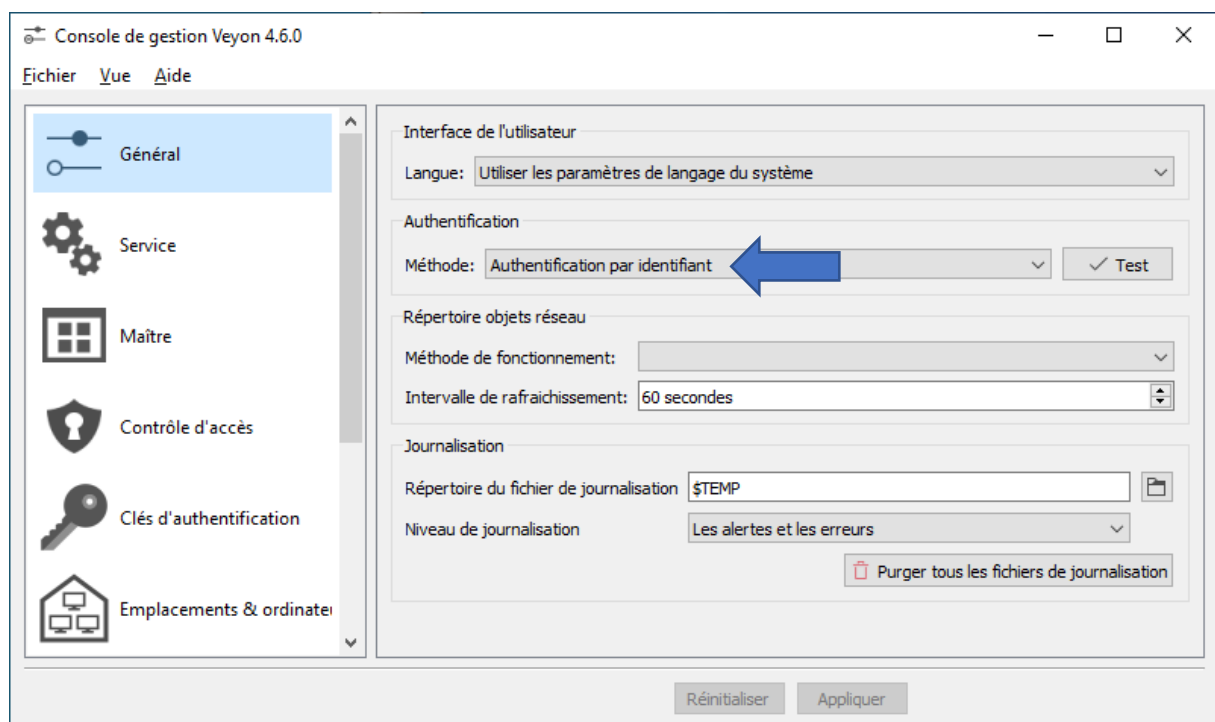 Console de gestion Veyon 4.6.0
Fichier Vue Aide
Général
Service
Maître
Contrôle d'accès
Clés d'authentification
Emplacements & ordinate
Interface de l'utilisateur
Langue: Utiliser les paramètres de langage du système
Authentification
Méthode: Authentification par identifiant Test
Répertoire objets réseau
Méthode de fonctionnement:
Intervalle de rafraichissement: 60 secondes
Journalisation
Répertoire du fichier de journalisation $TEMP
Niveau de journalisation Les alertes et les erreurs
Purger tous les fichiers de journalisation
Réinitialiser Appliquer